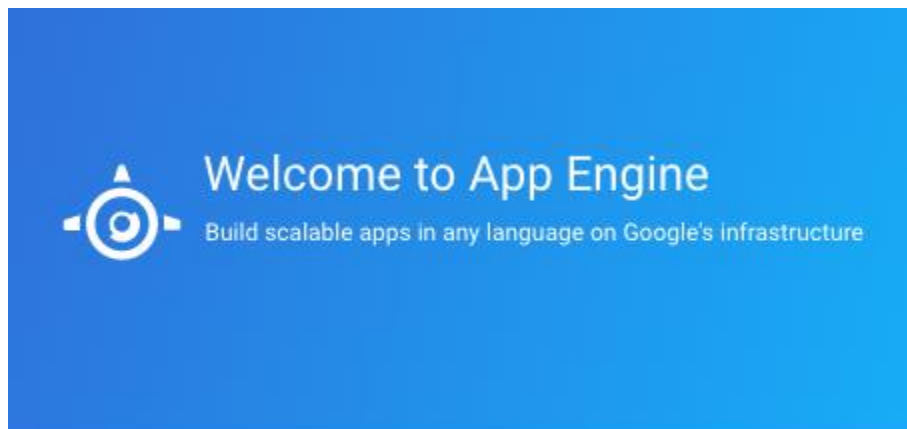 Welcome to App Engine
Build scalable apps in any language on Google's infrastructure